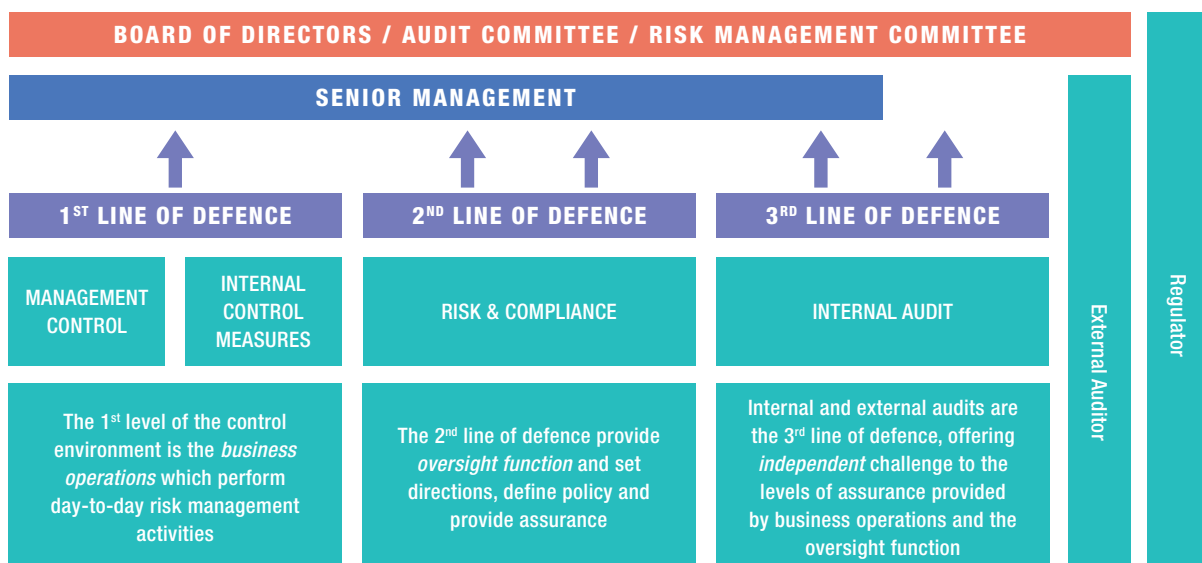 BOARD OF DIRECTORS / AUDIT COMMITTEE / RISK MANAGEMENT COMMITTEE
SENIOR MANAGEMENT
1ST LINE OF DEFENCE
MANAGEMENT
CONTROL
INTERNAL
CONTROL
MEASURES
The 1st level of the control
environment is the business
operations which perform
day-to-day risk management
activities
2ND LINE OF DEFENCE
RISK & COMPLIANCE
The 2nd line of defence provide
oversight function and set
directions, define policy and
provide assurance
3RD LINE OF DEFENCE
INTERNAL AUDIT
Internal and external audits are
the 3rd line of defence, offering
independent challenge to the
levels of assurance provided
by business operations and the
oversight function
External Auditor
Regulator